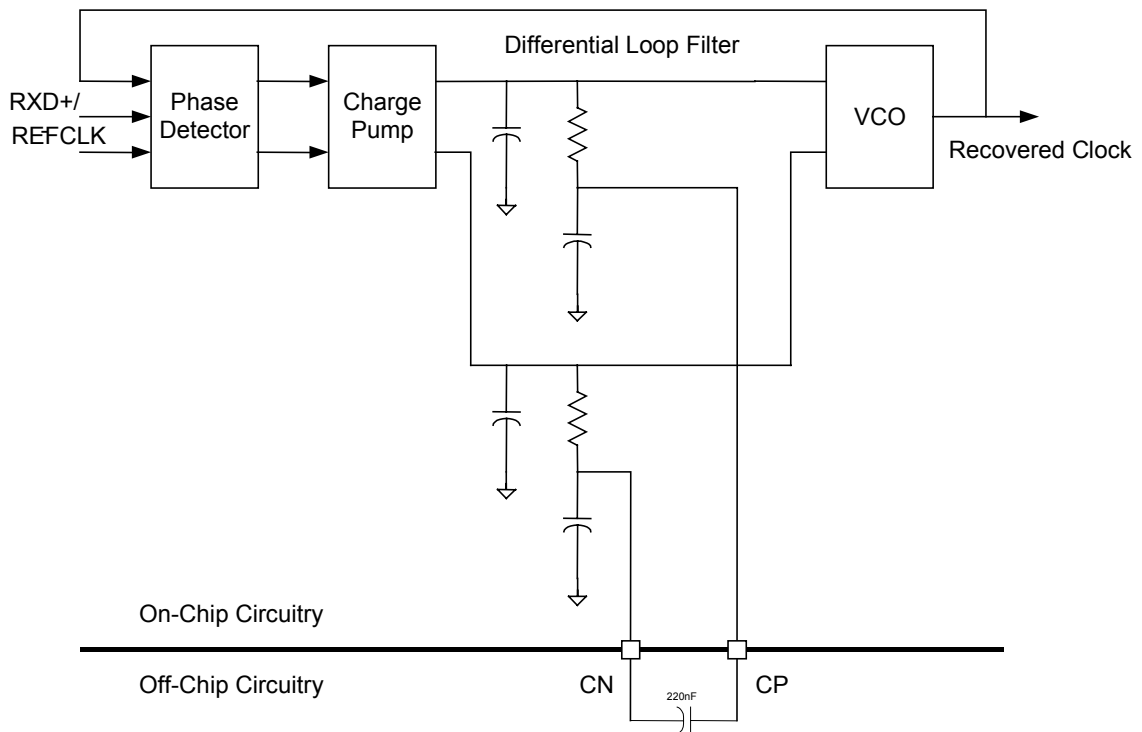 Differential Loop Filter
RXD+/-
REFCLK
Phase
Detector
Charge
Pump
VCO
Recovered Clock
On-Chip Circuitry
Off-Chip Circuitry
CN
CP
220nF